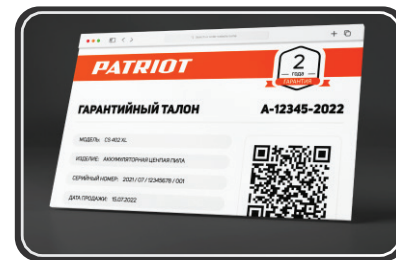 PATRIOT
2
ГОДА
ГАРАНТИЯ
ГАРАНТИЙНЫЙ ТАЛОН
A-12345-2022
МОДЕЛЬ: CS 402 XL
ИЗДЕЛИЕ: АККУМУЛЯТОРНАЯ ЦЕПНАЯ ПИЛА
СЕРИЙНЫЙ НОМЕР: 2021 / 07 / 12345678 / 001
ДАТА ПРОДАЖИ: 15.07.2022